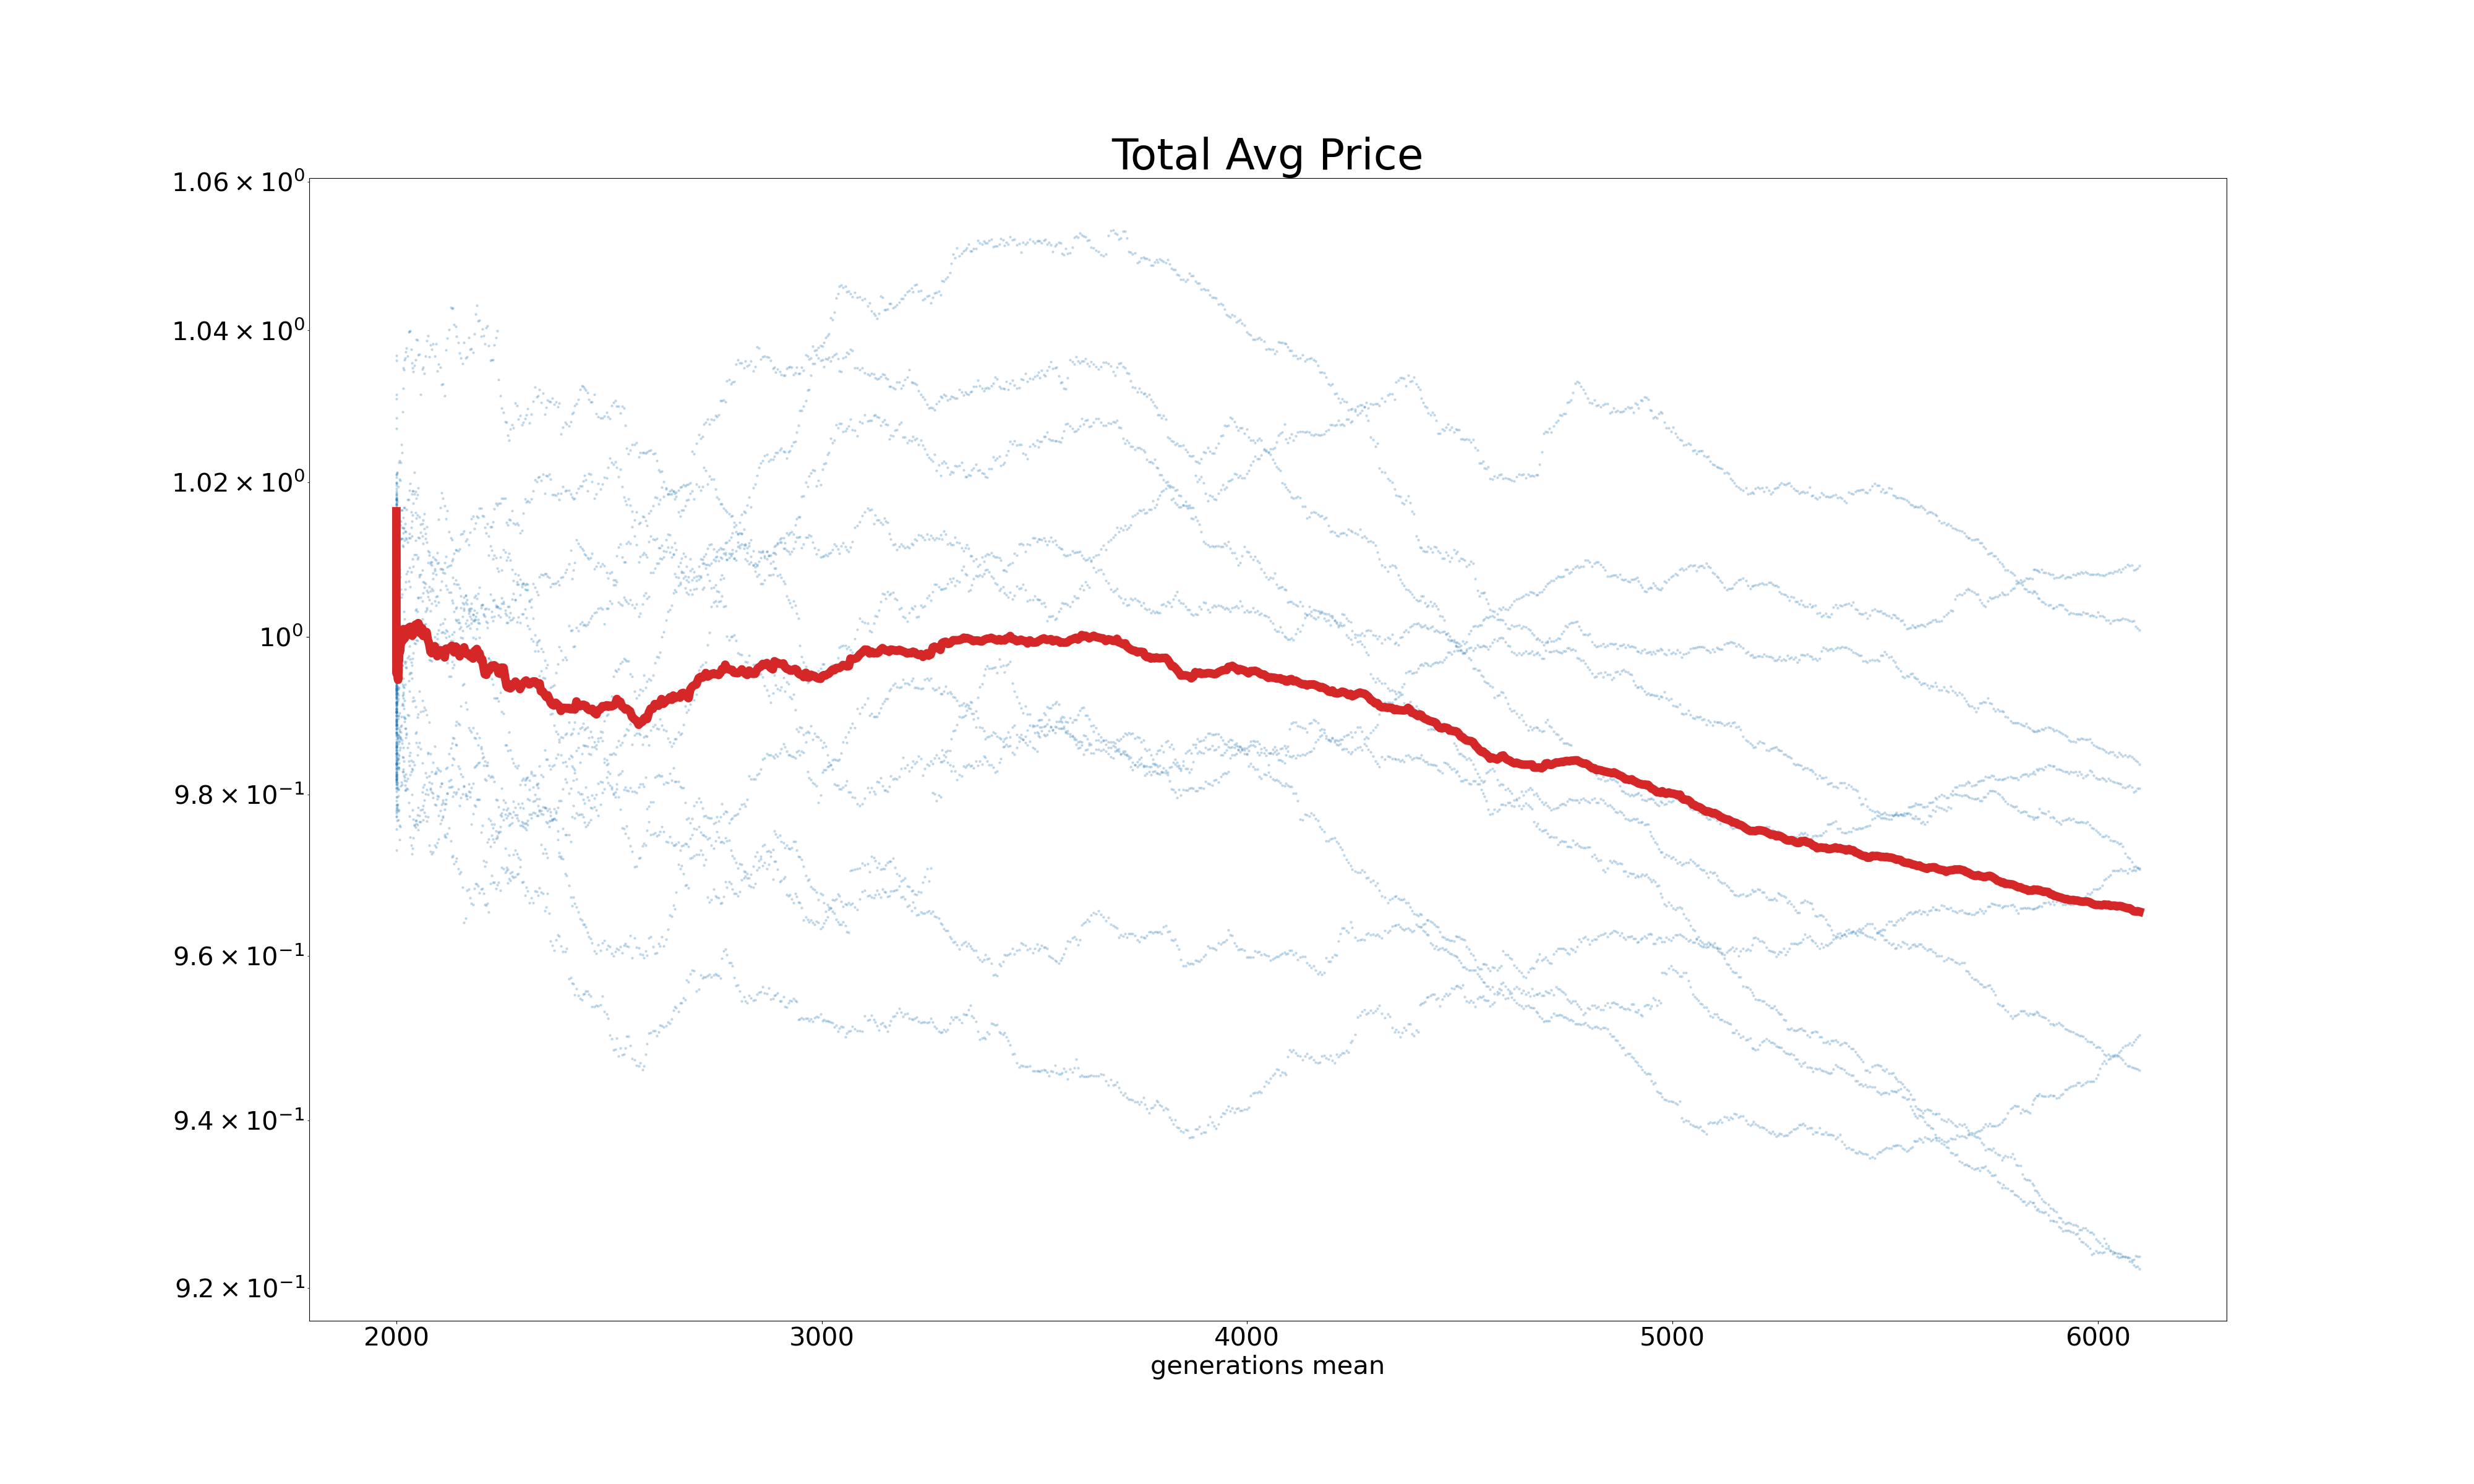 Total Avg Price
1.06 × 10⁰
1.04 × 10⁰
1.02 × 10⁰
10⁰
9.8 × 10⁻¹
9.6 × 10⁻¹
9.4 × 10⁻¹
9.2 × 10⁻¹
2000 3000 4000 5000 6000
generations mean